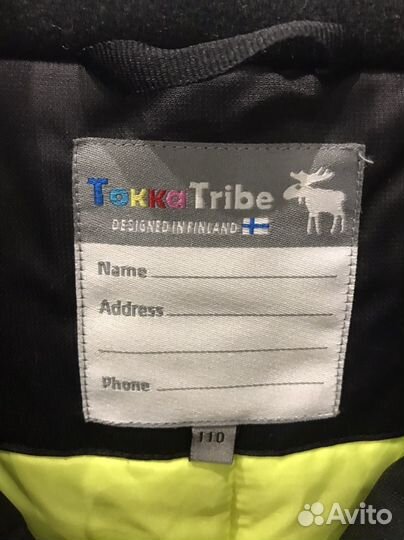 TokkaTribe
DESIGNED IN FINLAND
Name
Address
Phone
110
Avito